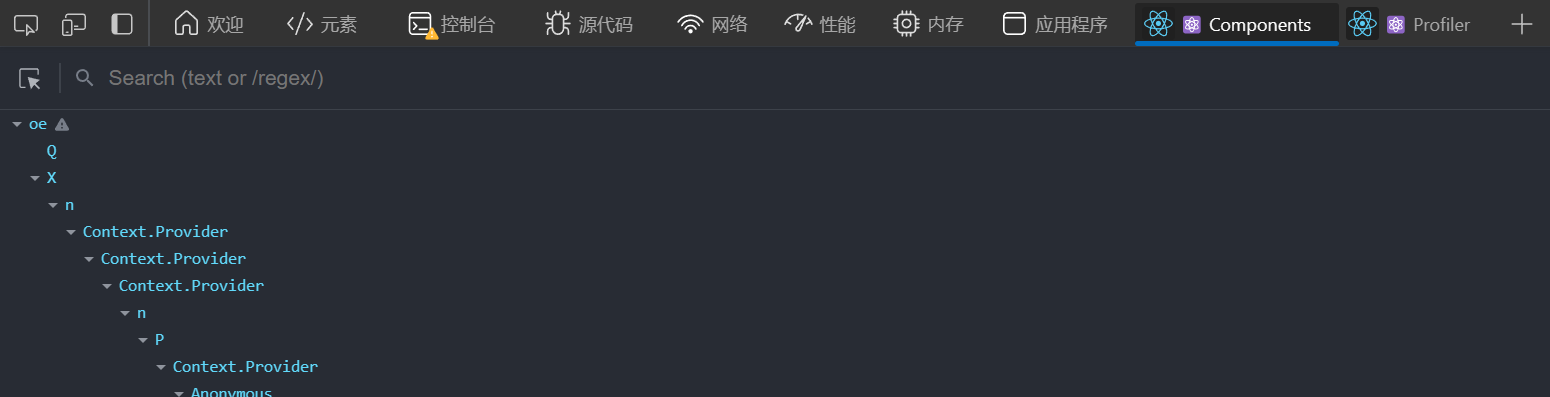 欢迎 元素 控制台 源代码 网络 性能 内存 应用程序 Components Profiler
Search (text or /regex/)
oe
Q
X
n
Context.Provider
Context.Provider
Context.Provider
n
P
Context.Provider
Anonymous